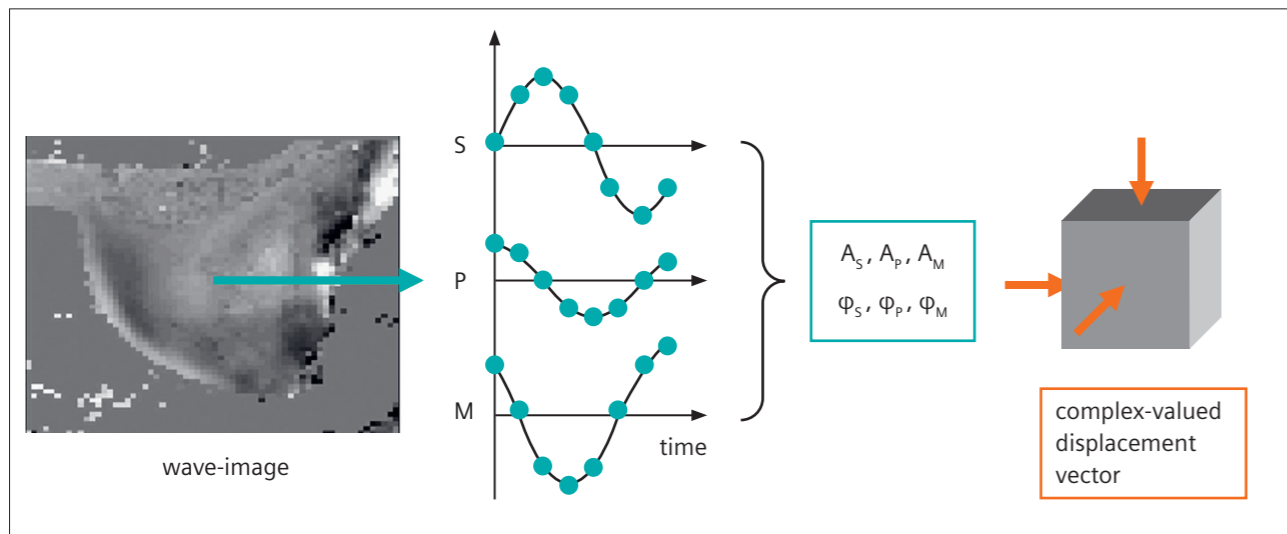 wave-image
S
P
M
time
A_S, A_P, A_M
φ_S, φ_P, φ_M
complex-valued
displacement
vector